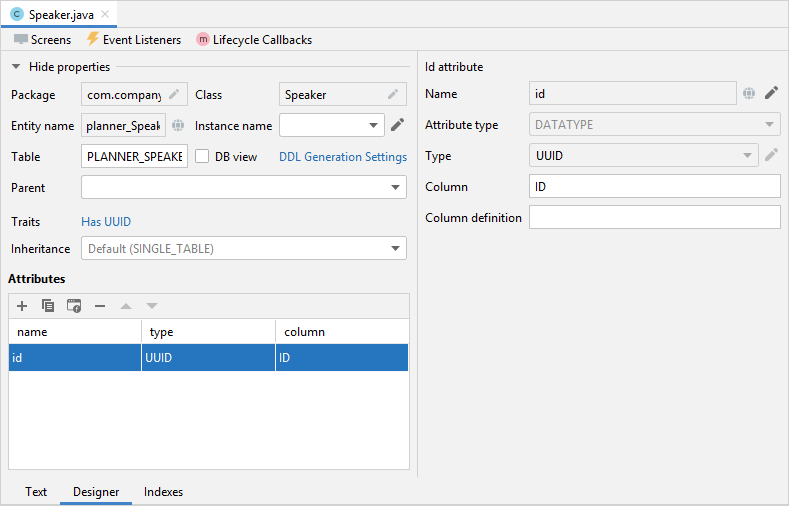 Speaker.java
Screens Event Listeners Lifecycle Callbacks
Hide properties
Package com.company Class Speaker
Entity name planner_Speak Instance name
Table PLANNER_SPEAKE DB view DDL Generation Settings
Parent
Traits Has UUID
Inheritance Default (SINGLE_TABLE)
Attributes
name type column
id UUID ID
Id attribute
Name id
Attribute type DATATYPE
Type UUID
Column ID
Column definition
Text Designer Indexes